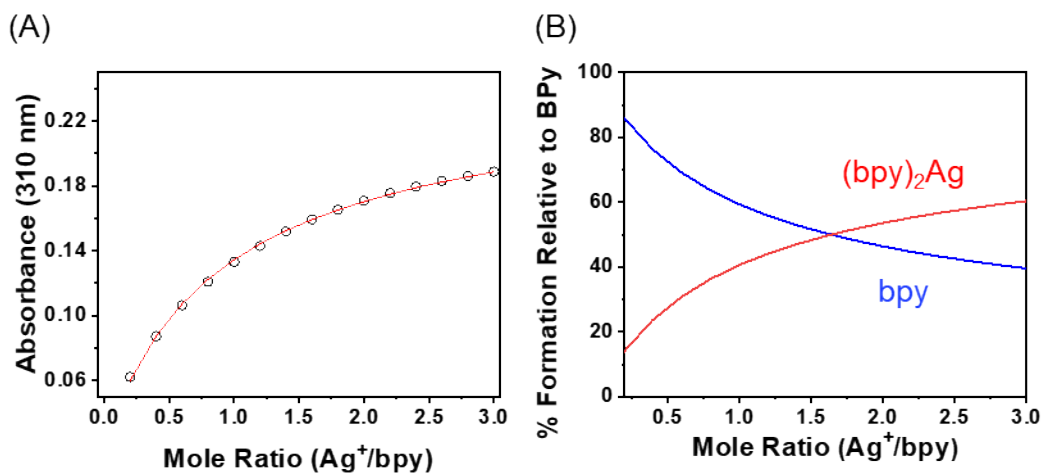 (A)
Absorbance (310 nm)
0.22
0.18
0.14
0.10
0.06
0.0 0.5 1.0 1.5 2.0 2.5 3.0
Mole Ratio (Ag⁺/bpy)
(B)
% Formation Relative to BPy
100
80
60
40
20
0
(bpy)₂Ag
bpy
0.5 1.0 1.5 2.0 2.5 3.0
Mole Ratio (Ag⁺/bpy)